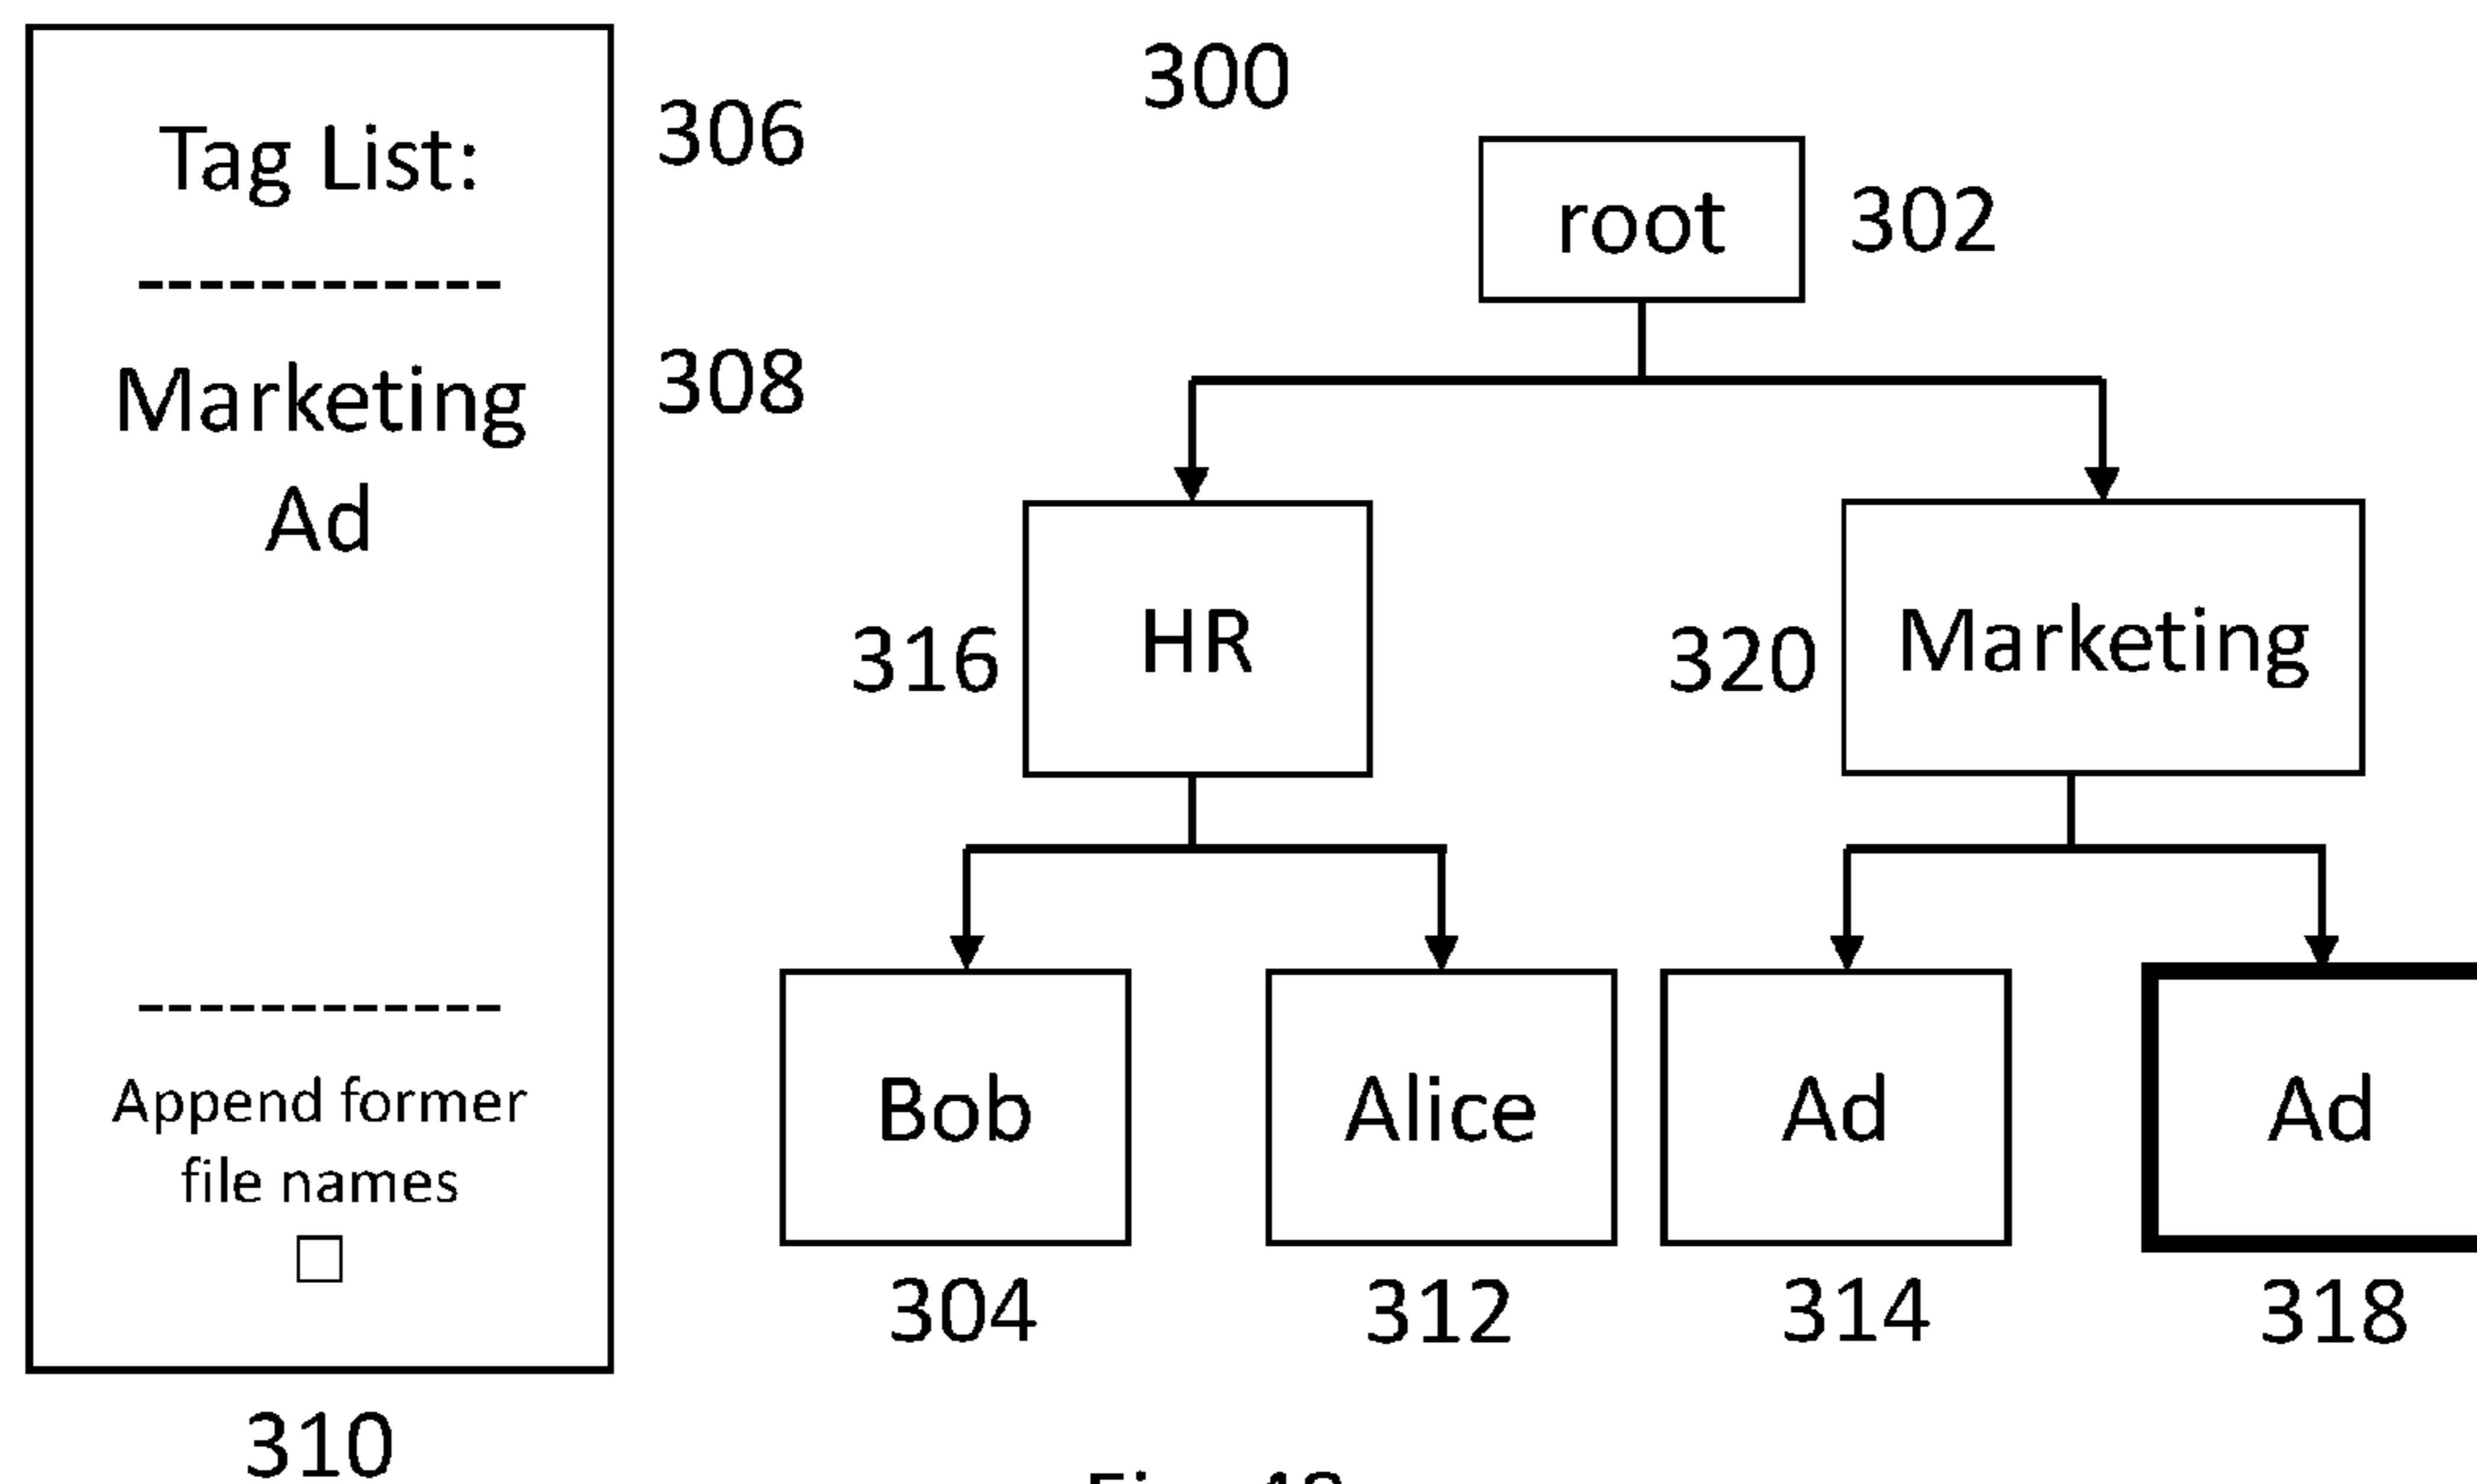 Tag List:
306
Marketing
308
Ad
Append former
file names
310
300
root
302
316
HR
320
Marketing
Bob
Alice
Ad
Ad
304
312
314
318